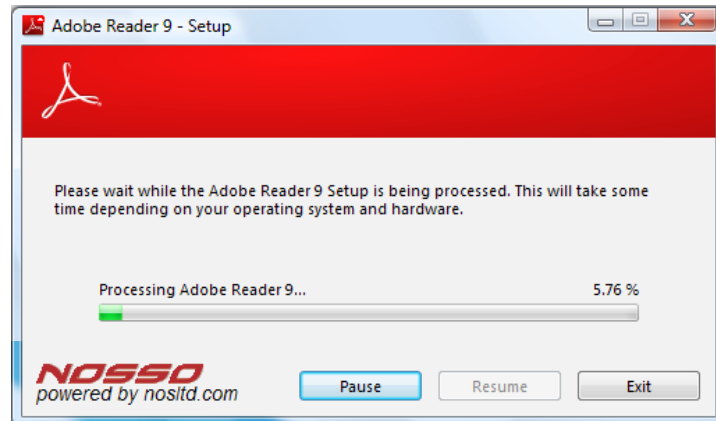 Adobe Reader 9 - Setup
Please wait while the Adobe Reader 9 Setup is being processed. This will take some
time depending on your operating system and hardware.
Processing Adobe Reader 9... 5.76 %
NOSSO
powered by nosltd.com
Pause Resume Exit